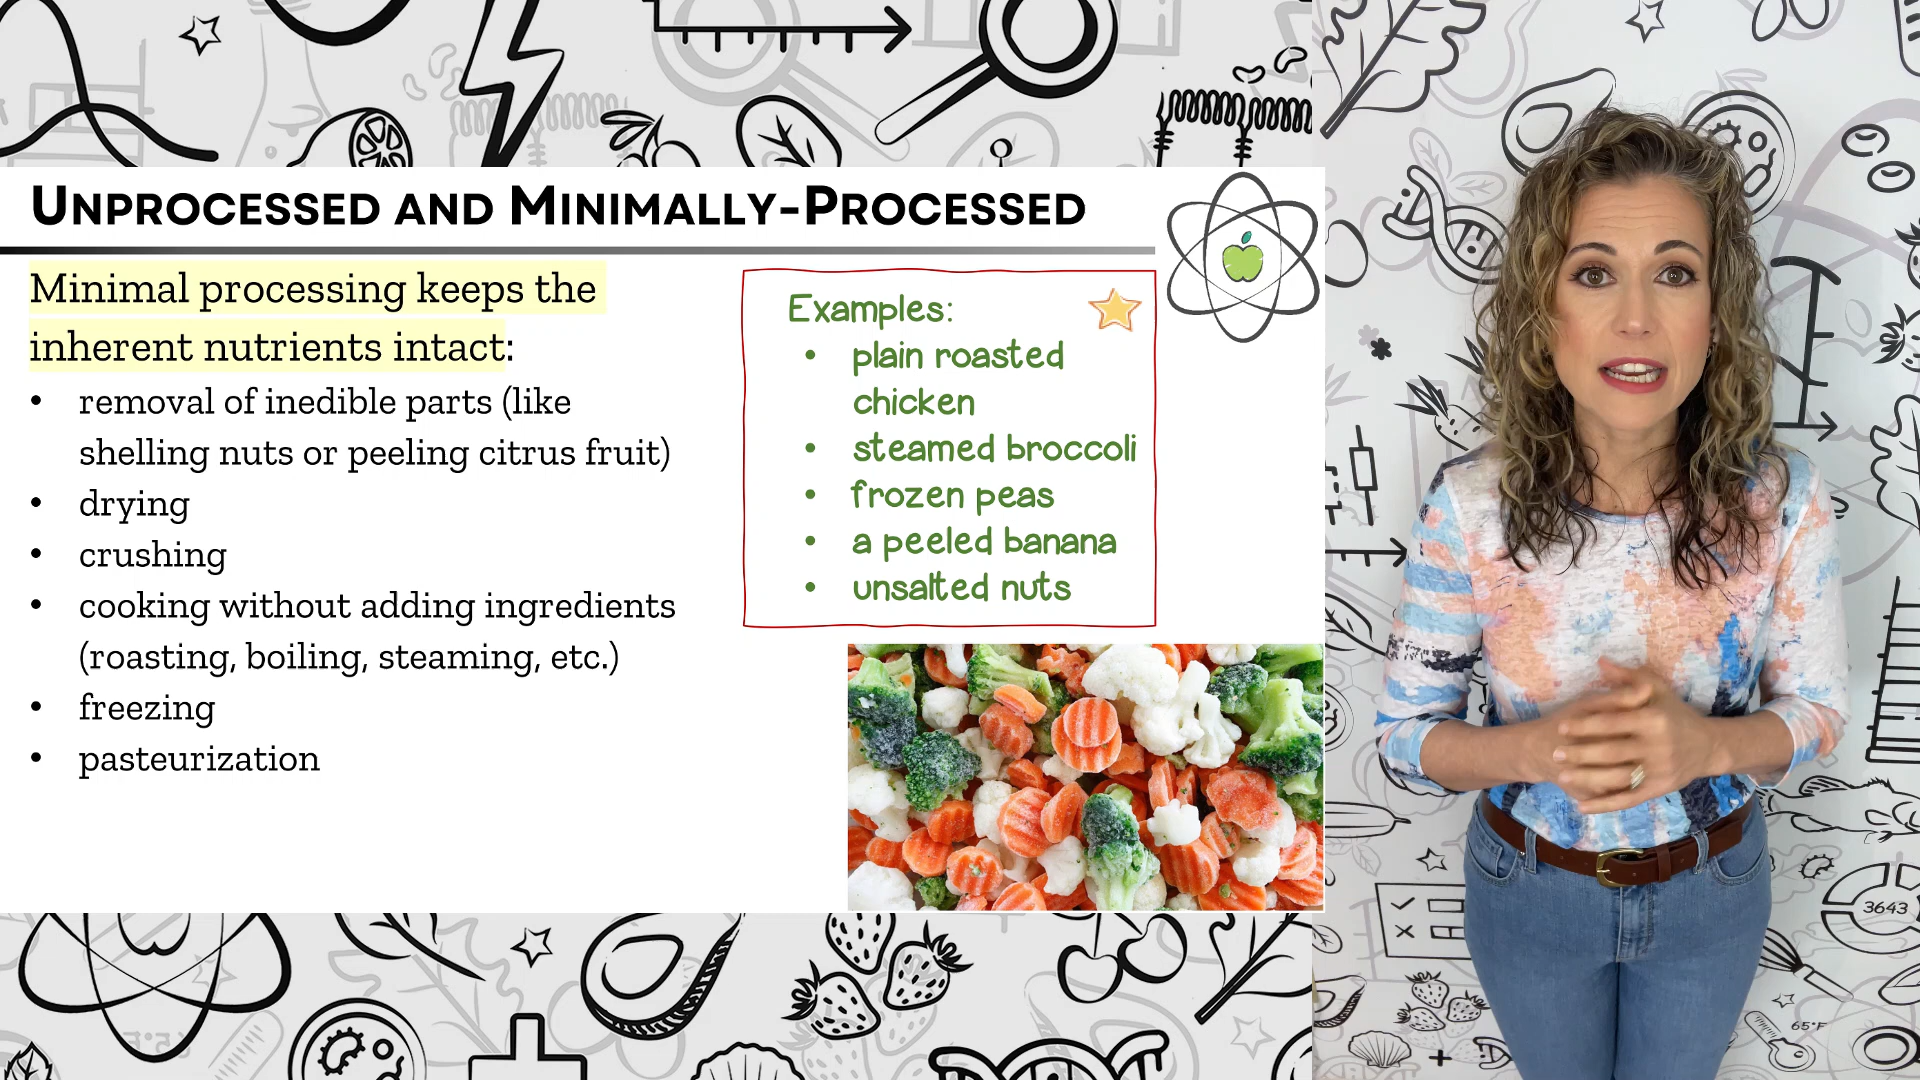 UNPROCESSED AND MINIMALLY-PROCESSED
Minimal processing keeps the
inherent nutrients intact:
• removal of inedible parts (like
shelling nuts or peeling citrus fruit)
• drying
• crushing
• cooking without adding ingredients
(roasting, boiling, steaming, etc.)
• freezing
• pasteurization
Examples:
• plain roasted
chicken
• steamed broccoli
• frozen peas
• a peeled banana
• unsalted nuts
3643
65°F